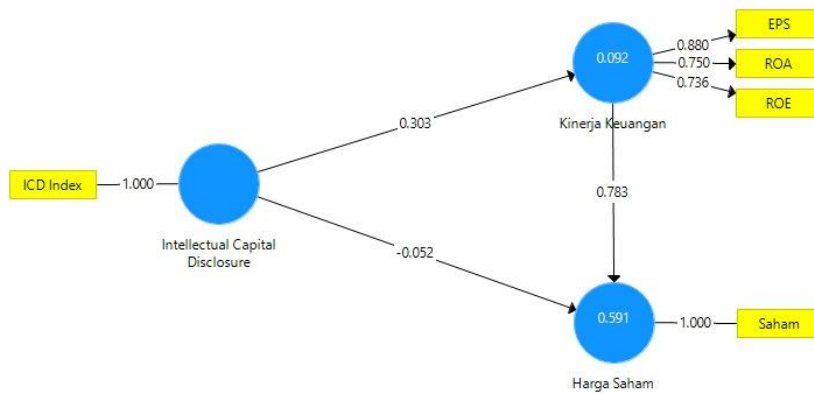 EPS
0.880
0.092
0.750
ROA
0.736
ROE
Kinerja Keuangan
0.303
ICD Index
1.000
0.783
Intellectual Capital
Disclosure
-0.052
0.591
1.000
Saham
Harga Saham